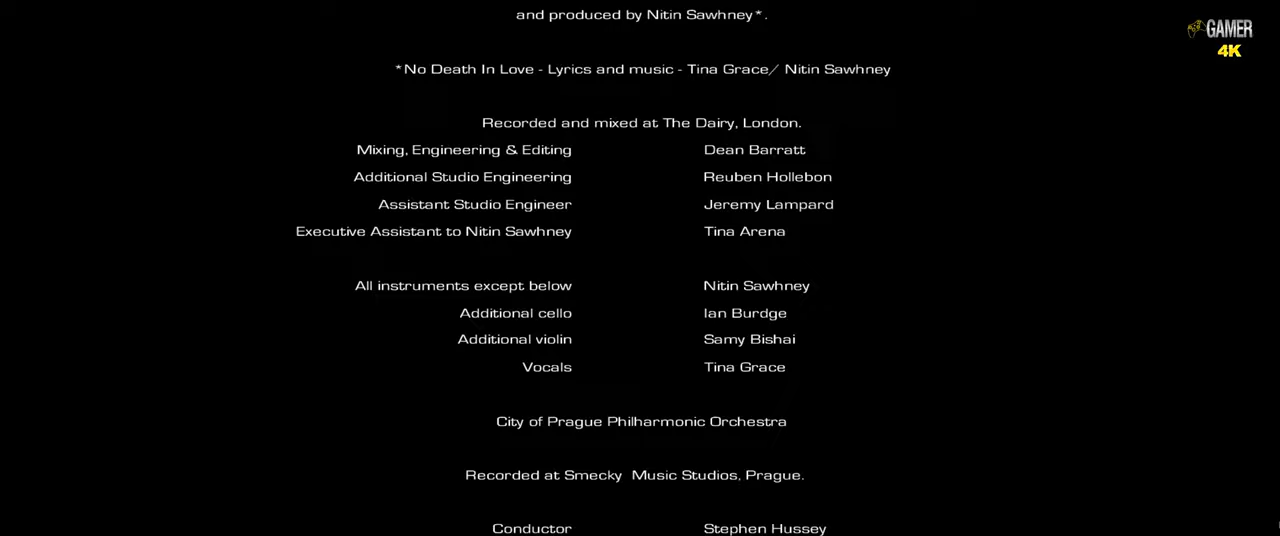 and produced by Nitin Sawhney*.
GAMER
4K
*No Death In Love - Lyrics and music - Tina Grace/ Nitin Sawhney
Recorded and mixed at The Dairy, London.
Mixing, Engineering & Editing Dean Barratt
Additional Studio Engineering Reuben Hollebon
Assistant Studio Engineer Jeremy Lampard
Executive Assistant to Nitin Sawhney Tina Arena
All instruments except below Nitin Sawhney
Additional cello Ian Burdge
Additional violin Samy Bishai
Vocals Tina Grace
City of Prague Philharmonic Orchestra
Recorded at Smecky Music Studios, Prague.
Conductor Stephen Hussey